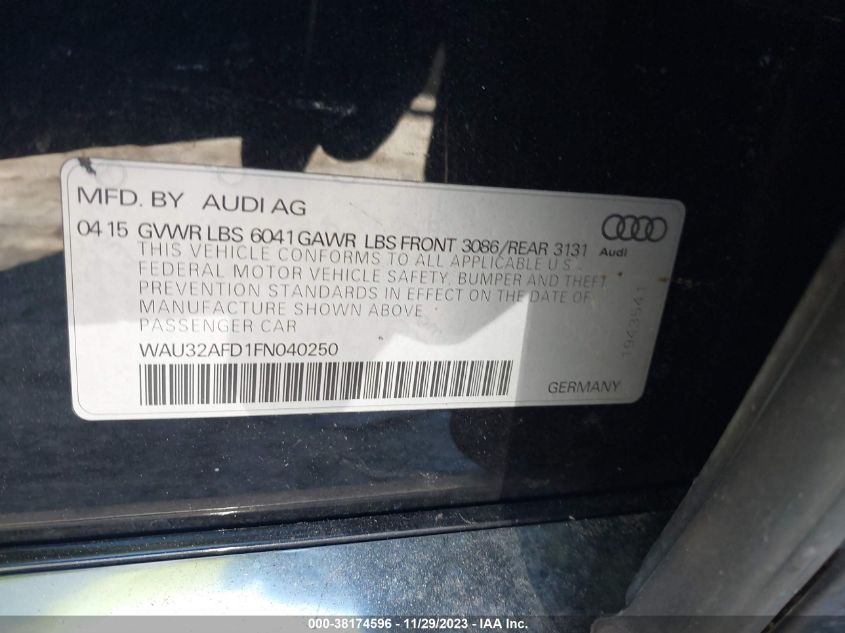 MFD. BY AUDI AG
04 15 GVWR LBS 6041 GAWR LBS FRONT 3086/REAR 3131
THIS VEHICLE CONFORMS TO ALL APPLICABLE U.S.
FEDERAL MOTOR VEHICLE SAFETY, BUMPER AND THEFT
PREVENTION STANDARDS IN EFFECT ON THE DATE OF
MANUFACTURE SHOWN ABOVE
PASSENGER CAR
WAU32AFD1FN040250
Audi
1943541
GERMANY
000-38174596 - 11/29/2023 - IAA Inc.